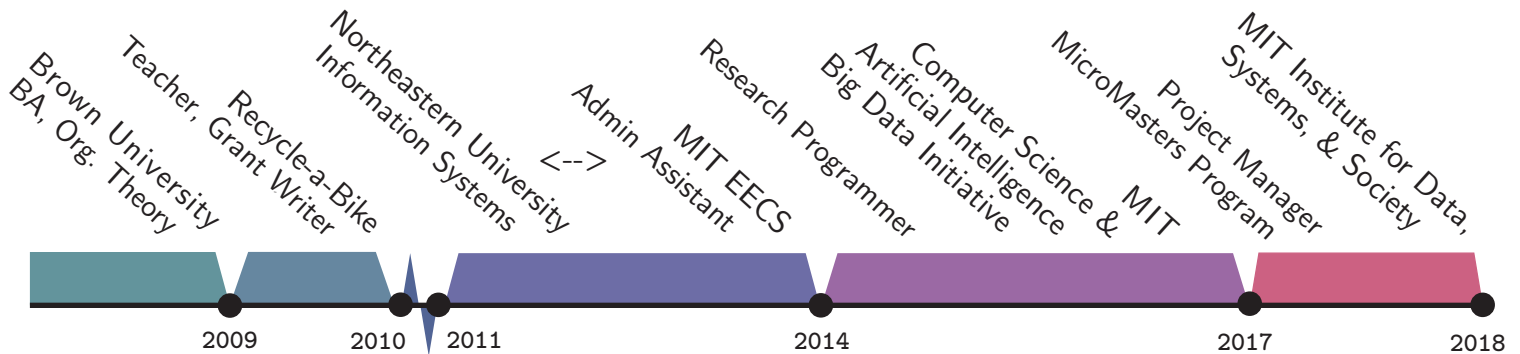 Brown University
BA, Org. Theory
Teacher, Grant Writer
Recycle-a-Bike
Northeastern University
Information Systems
<-->
Admin Assistant
MIT EECS
Research Programmer
Computer Science &
Artificial Intelligence
Big Data Initiative
MIT
MicroMasters Program
Project Manager
MIT Institute for Data,
Systems, & Society
2009
2010
2011
2014
2017
2018